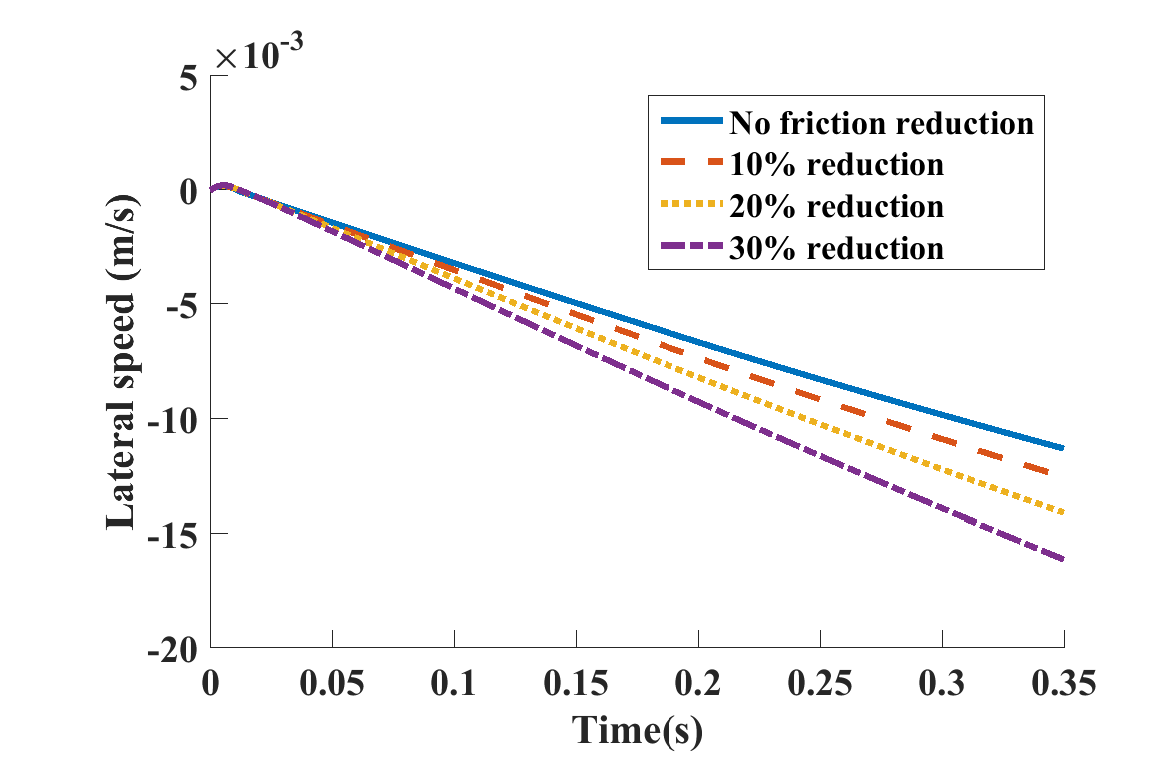 ×10-3
5
0
-5
-10
-15
-20
Lateral speed (m/s)
No friction reduction
10% reduction
20% reduction
30% reduction
0 0.05 0.1 0.15 0.2 0.25 0.3 0.35
Time(s)